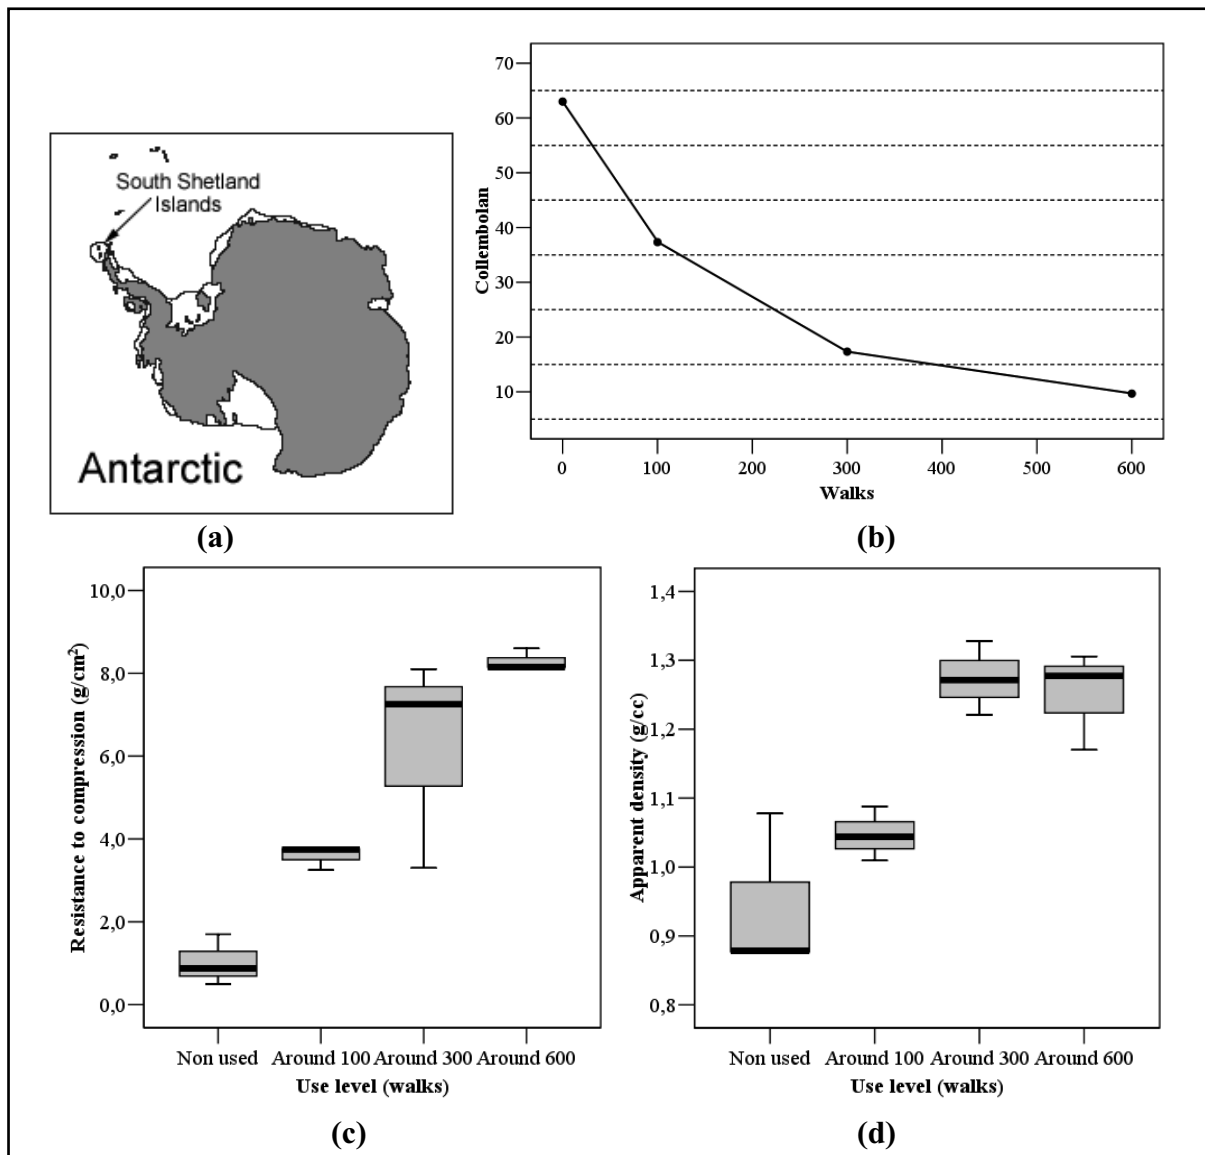 South Shetland
Islands
Antarctic
(a)
70
60
50
40
30
20
10
Collembolan
0 100 200 300 400 500 600
Walks
(b)
10,0
8,0
6,0
4,0
2,0
0,0
Resistance to compression (g/cm²)
Non used Around 100 Around 300 Around 600
Use level (walks)
(c)
1,4
1,3
1,2
1,1
1,0
0,9
0,8
Apparent density (g/cc)
Non used Around 100 Around 300 Around 600
Use level (walks)
(d)